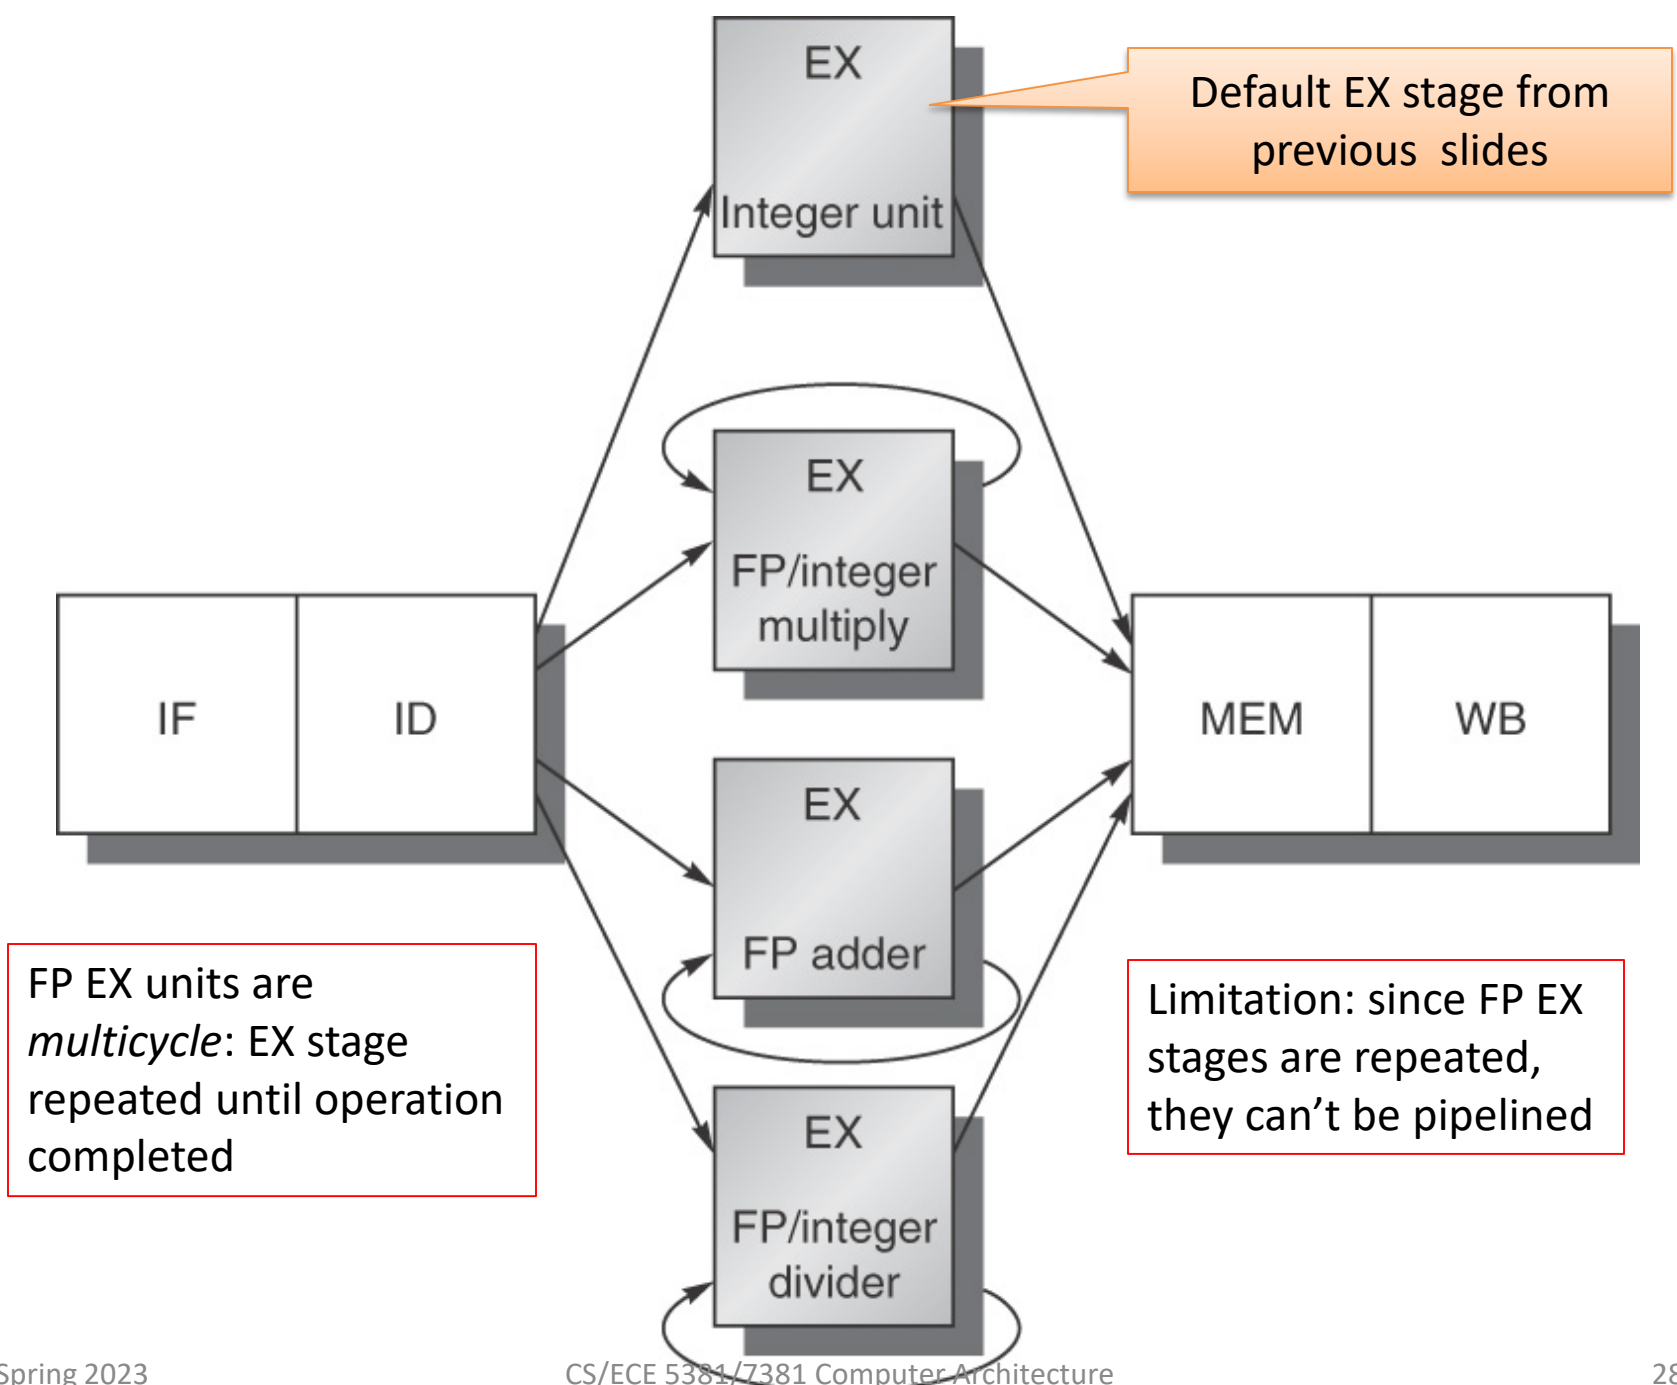 EX
Integer unit
Default EX stage from
previous slides
EX
FP/integer
multiply
IF
ID
MEM
WB
EX
FP adder
FP EX units are
multicycle: EX stage
repeated until operation
completed
Limitation: since FP EX
stages are repeated,
they can’t be pipelined
EX
FP/integer
divider
Spring 2023
CS/ECE 5381/7381 Computer Architecture
28